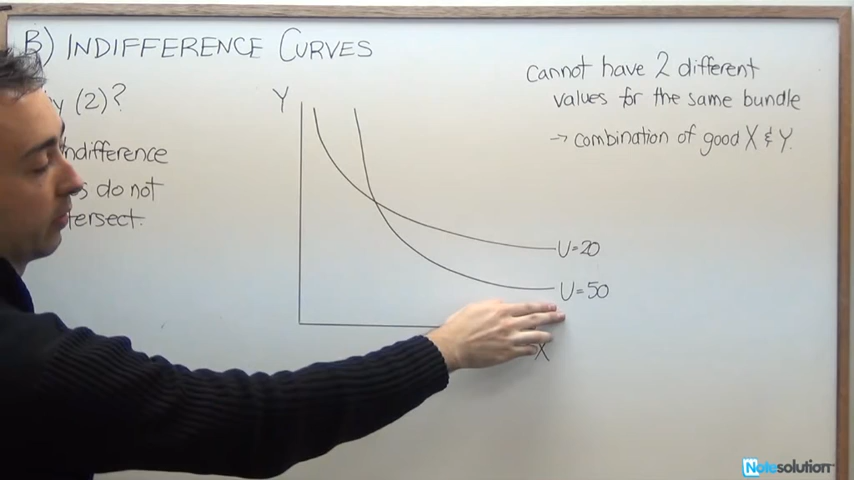 B) INDIFFERENCE CURVES
y (2)?
Indifference
s do not
tersect.
Y
cannot have 2 different
values for the same bundle
→ combination of good X & Y.
U=20
U=50
X
Notesolution